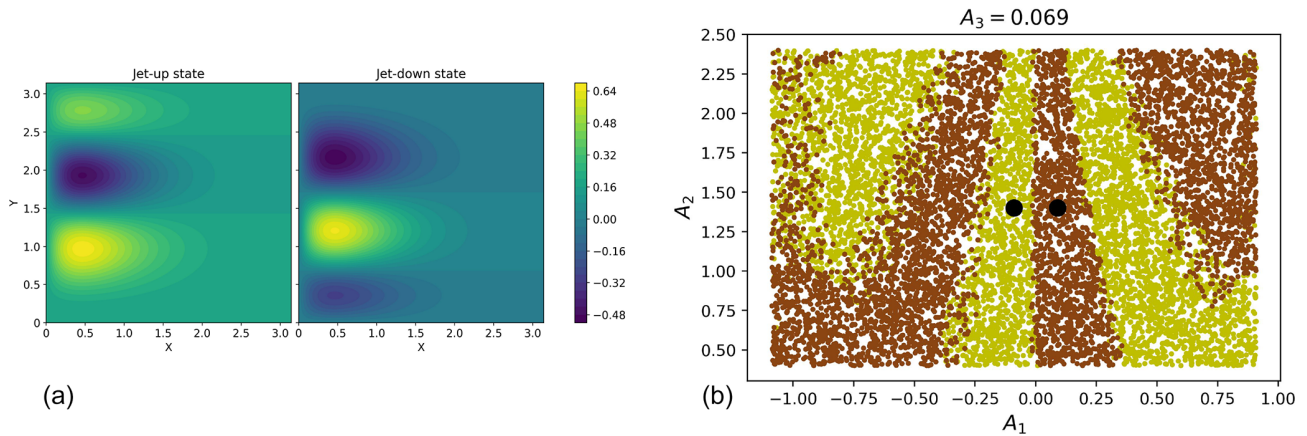 Jet-up state
Jet-down state
3.0
2.5
2.0
Y
1.5
1.0
0.5
0
0 0.5 1.0 1.5 2.0 2.5 3.0
X
0 0.5 1.0 1.5 2.0 2.5 3.0
X
0.64
0.48
0.32
0.16
0.00
−0.16
−0.32
−0.48
(a)
A₃ = 0.069
2.50
2.25
2.00
1.75
A₂
1.50
1.25
1.00
0.75
0.50
−1.00 −0.75 −0.50 −0.25 0.00 0.25 0.50 0.75 1.00
A₁
(b)